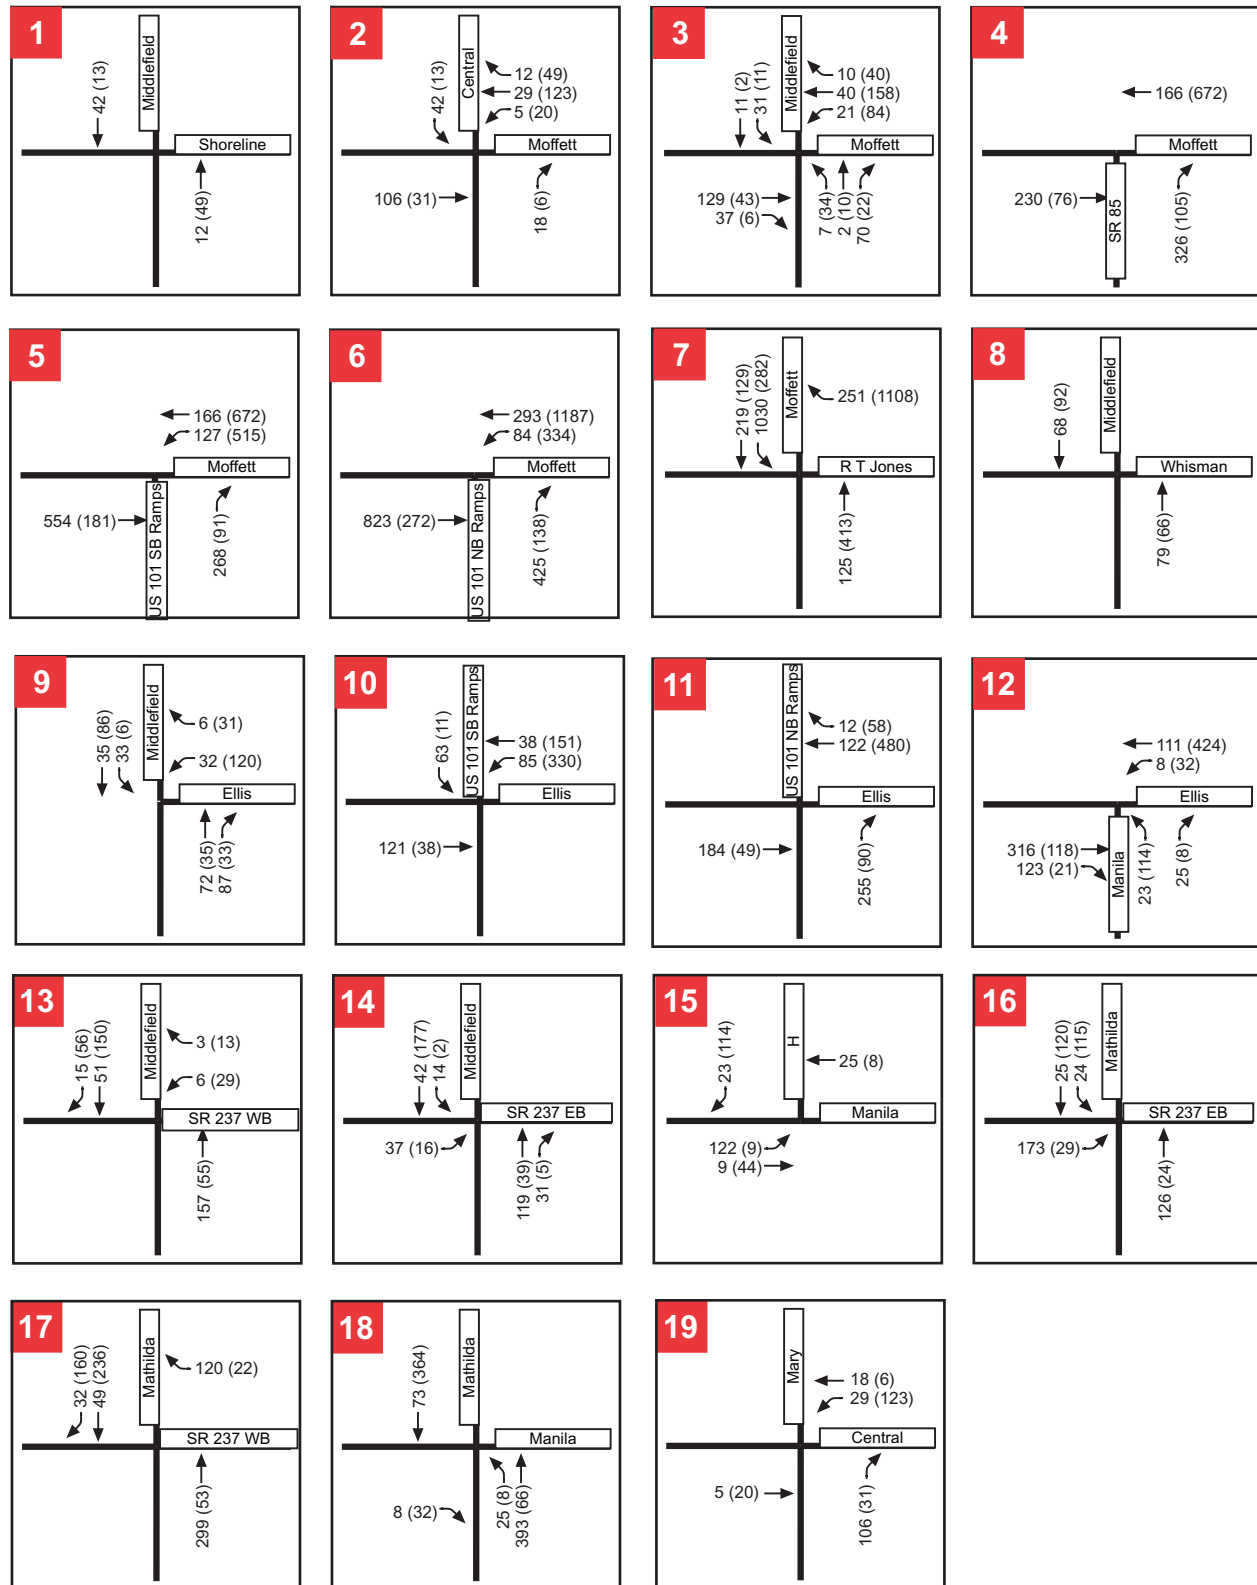 1
Middlefield
42 (13)
Shoreline
12 (49)
2
Central
42 (13)
12 (49)
29 (123)
5 (20)
Moffett
106 (31)
18 (6)
3
11 (2)
31 (11)
Middlefield
10 (40)
40 (158)
21 (84)
Moffett
129 (43)
37 (6)
7 (34)
2 (10)
70 (22)
4
166 (672)
Moffett
230 (76)
SR 85
326 (105)
5
166 (672)
127 (515)
Moffett
554 (181)
US 101 SB Ramps
268 (91)
6
293 (1187)
84 (334)
Moffett
823 (272)
US 101 NB Ramps
425 (138)
7
219 (129)
1030 (282)
Moffett
251 (1108)
R T Jones
125 (413)
8
68 (92)
Middlefield
Whisman
79 (66)
9
35 (86)
33 (6)
Middlefield
6 (31)
32 (120)
Ellis
72 (35)
87 (33)
10
63 (11)
US 101 SB Ramps
38 (151)
85 (330)
Ellis
121 (38)
11
US 101 NB Ramps
12 (58)
122 (480)
Ellis
184 (49)
255 (90)
12
111 (424)
8 (32)
Ellis
316 (118)
123 (21)
Manila
23 (114)
25 (8)
13
15 (56)
51 (150)
Middlefield
3 (13)
6 (29)
SR 237 WB
157 (55)
14
42 (177)
14 (2)
Middlefield
SR 237 EB
37 (16)
119 (39)
31 (5)
15
23 (114)
H
25 (8)
Manila
122 (9)
9 (44)
16
25 (120)
24 (115)
Mathilda
SR 237 EB
173 (29)
126 (24)
17
32 (160)
49 (236)
Mathilda
120 (22)
SR 237 WB
299 (53)
18
73 (364)
Mathilda
Manila
8 (32)
25 (8)
393 (66)
19
Mary
18 (6)
29 (123)
Central
5 (20)
106 (31)